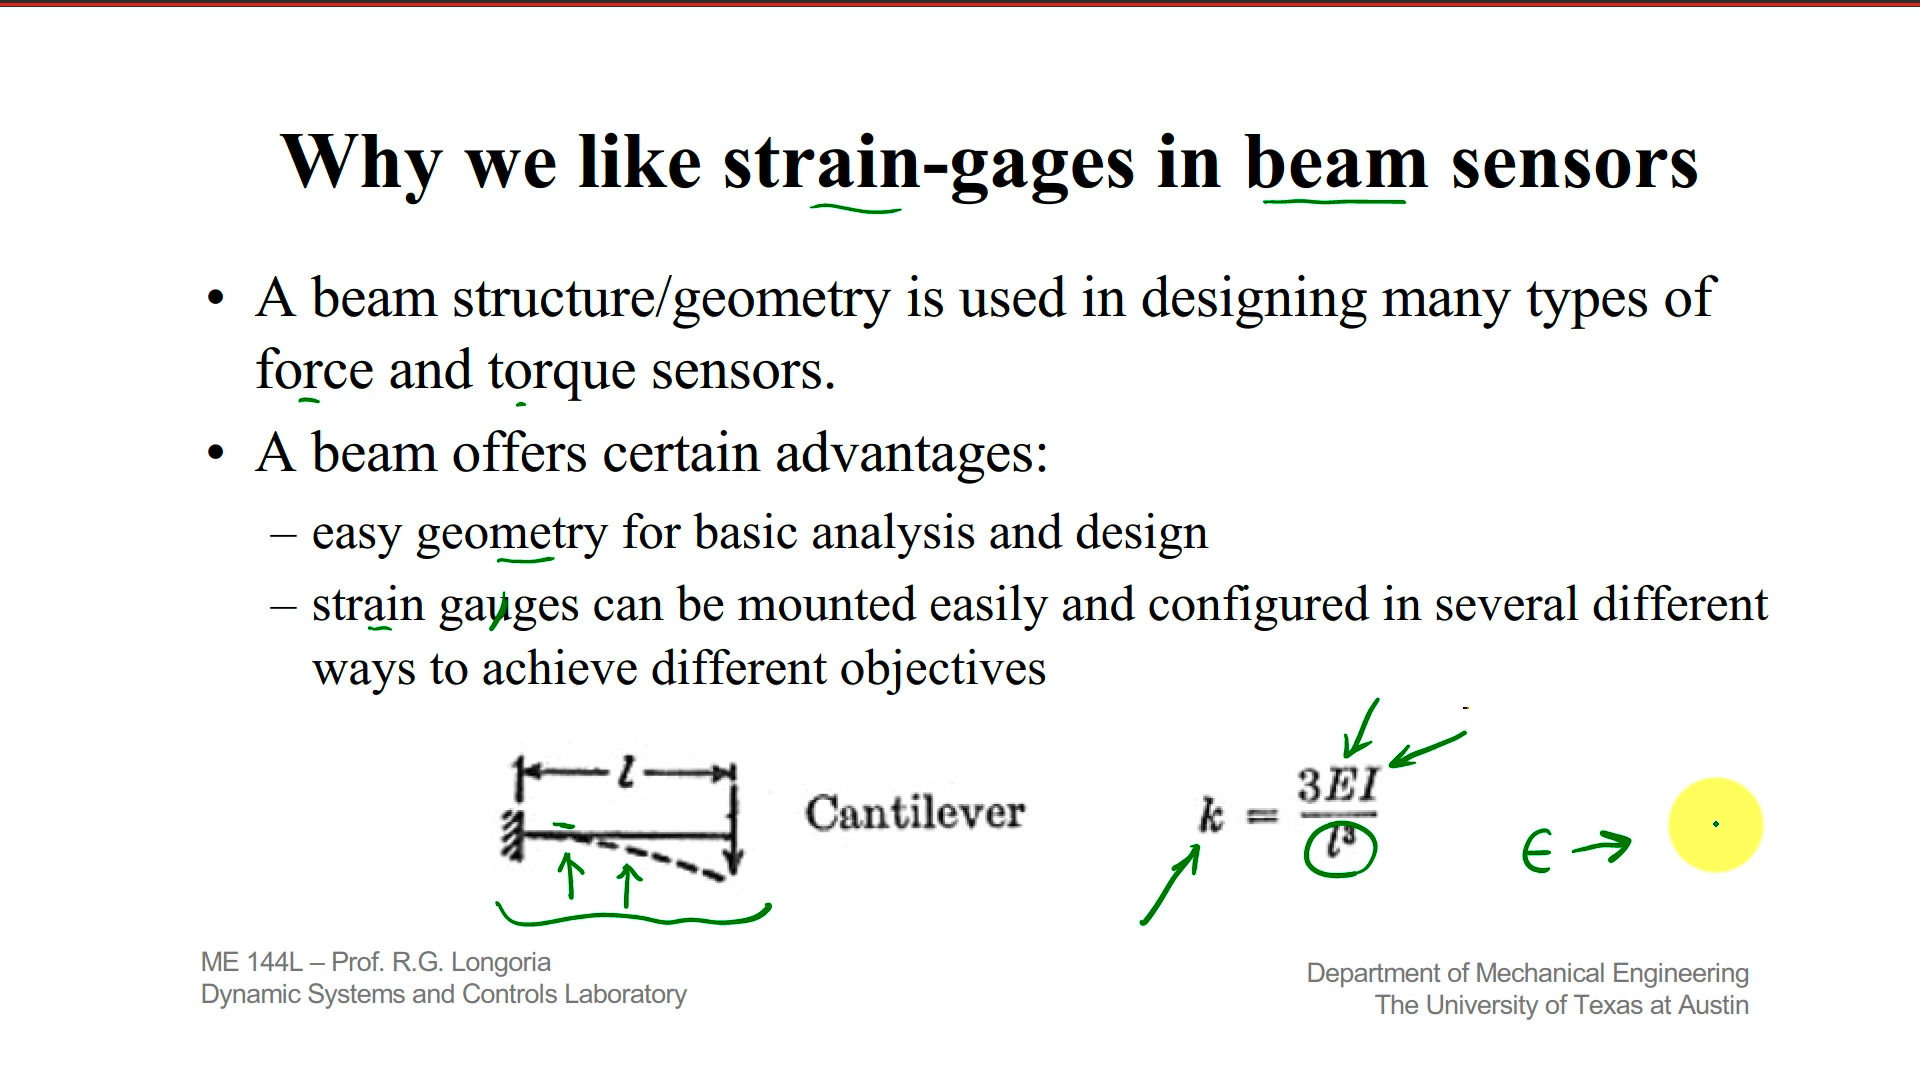 Why we like strain-gages in beam sensors
• A beam structure/geometry is used in designing many types of
force and torque sensors.
• A beam offers certain advantages:
– easy geometry for basic analysis and design
– strain gauges can be mounted easily and configured in several different
ways to achieve different objectives
l
Cantilever
k = 3EI / l³
ϵ →
ME 144L – Prof. R.G. Longoria
Dynamic Systems and Controls Laboratory
Department of Mechanical Engineering
The University of Texas at Austin